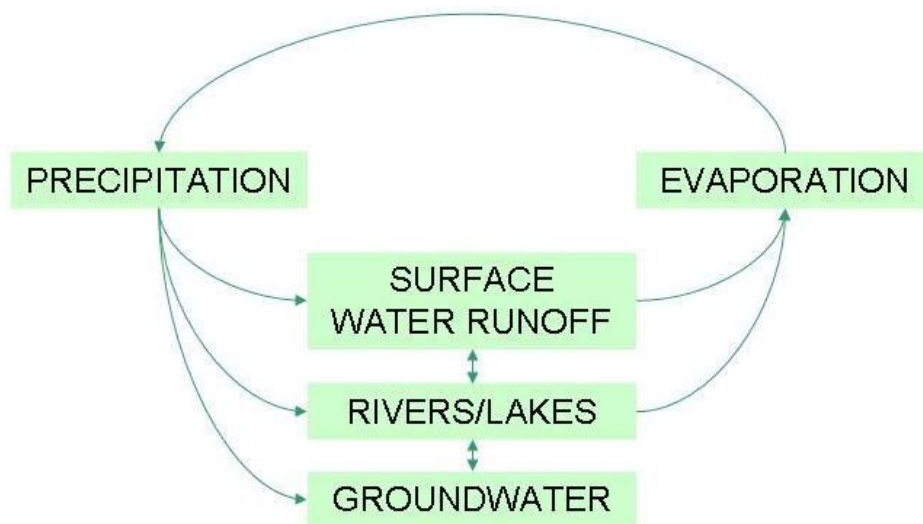 PRECIPITATION
EVAPORATION
SURFACE
WATER RUNOFF
RIVERS/LAKES
GROUNDWATER